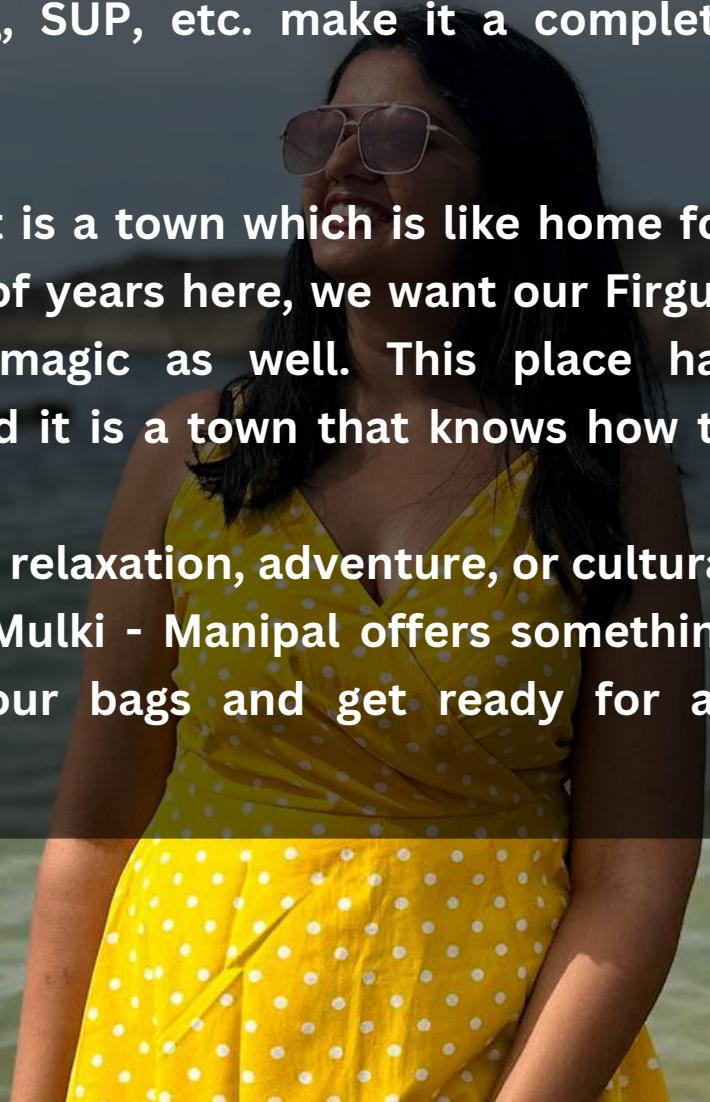 , SUP, etc. make it a complet
t is a town which is like home fo
of years here, we want our Firgu
magic as well. This place ha
d it is a town that knows how t
relaxation, adventure, or cultura
Mulki - Manipal offers somethin
our bags and get ready for a